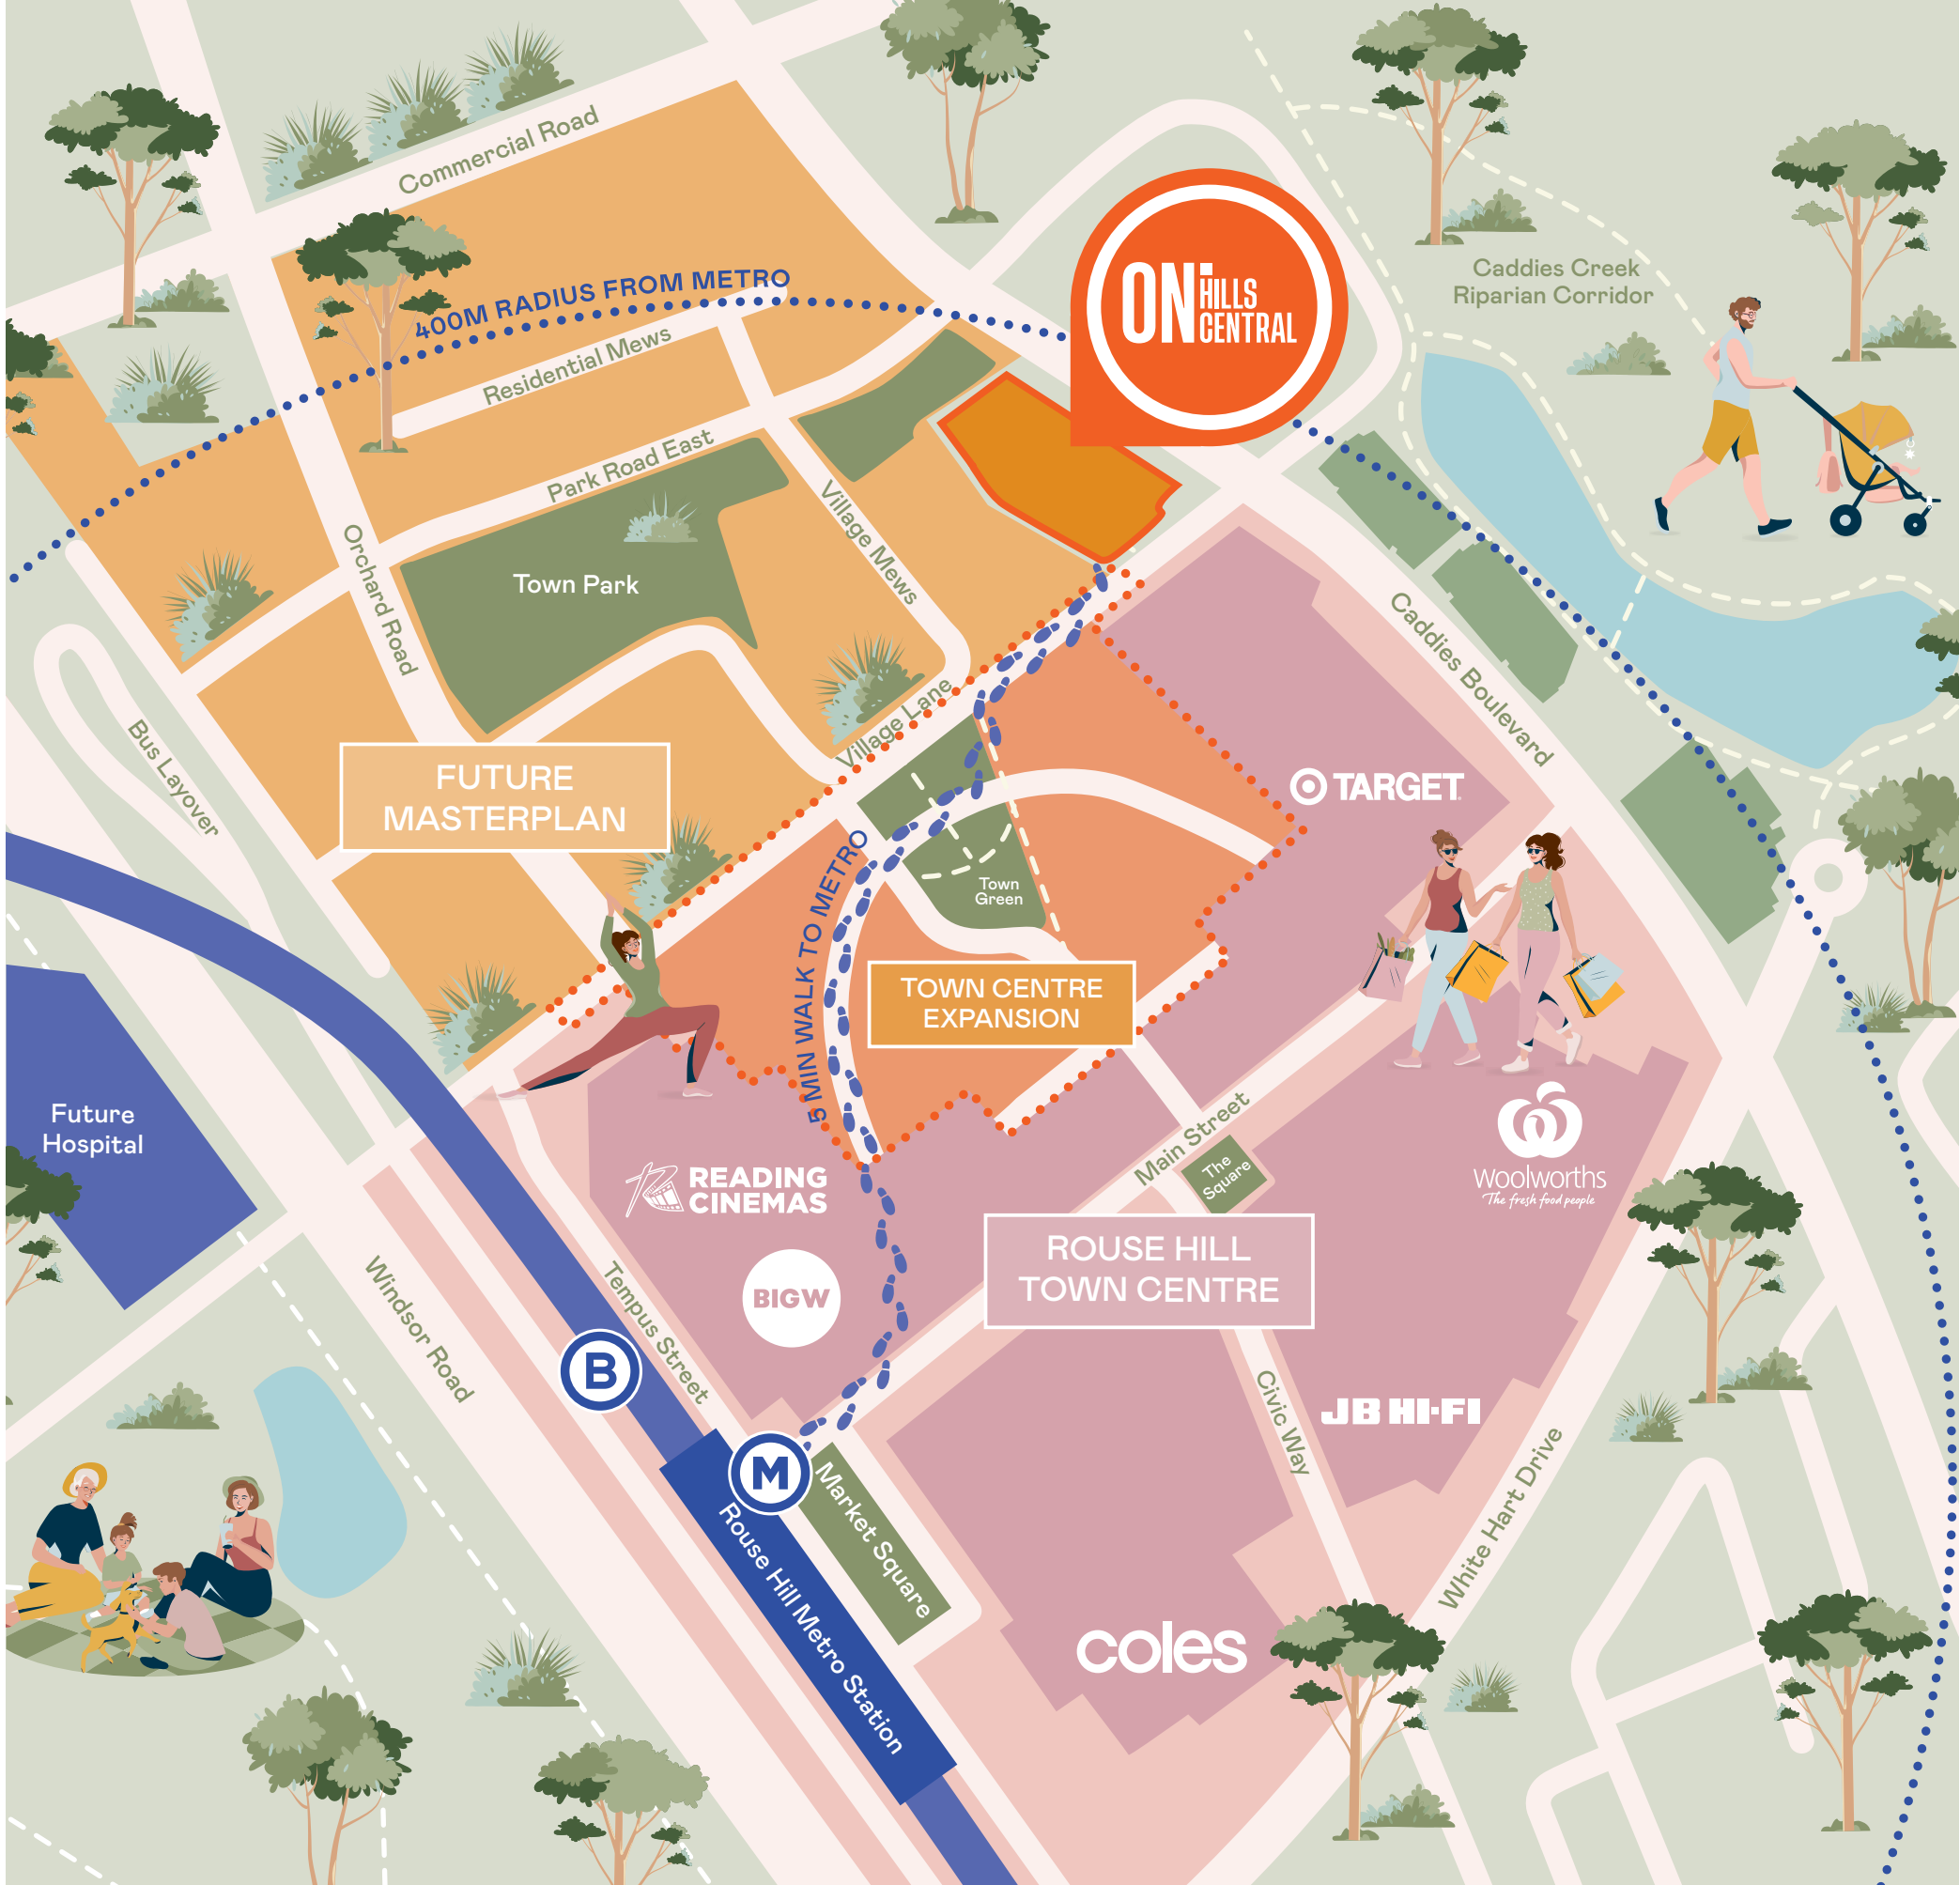 Commercial Road
ON
HILLS
CENTRAL
Caddies Creek
Riparian Corridor
400M RADIUS FROM METRO
Residential Mews
Park Road East
Village Mews
Orchard Road
Town Park
Caddies Boulevard
Village Lane
Bus Layover
FUTURE
MASTERPLAN
TARGET
5 MIN WALK TO METRO
Town
Green
TOWN CENTRE
EXPANSION
Future
Hospital
Main Street
The
Square
Woolworths
The fresh food people
READING
CINEMAS
ROUSE HILL
TOWN CENTRE
BIGW
Windsor Road
Tempus Street
B
Civic Way
JB HI-FI
White Hart Drive
M
Market Square
Rouse Hill Metro Station
coles